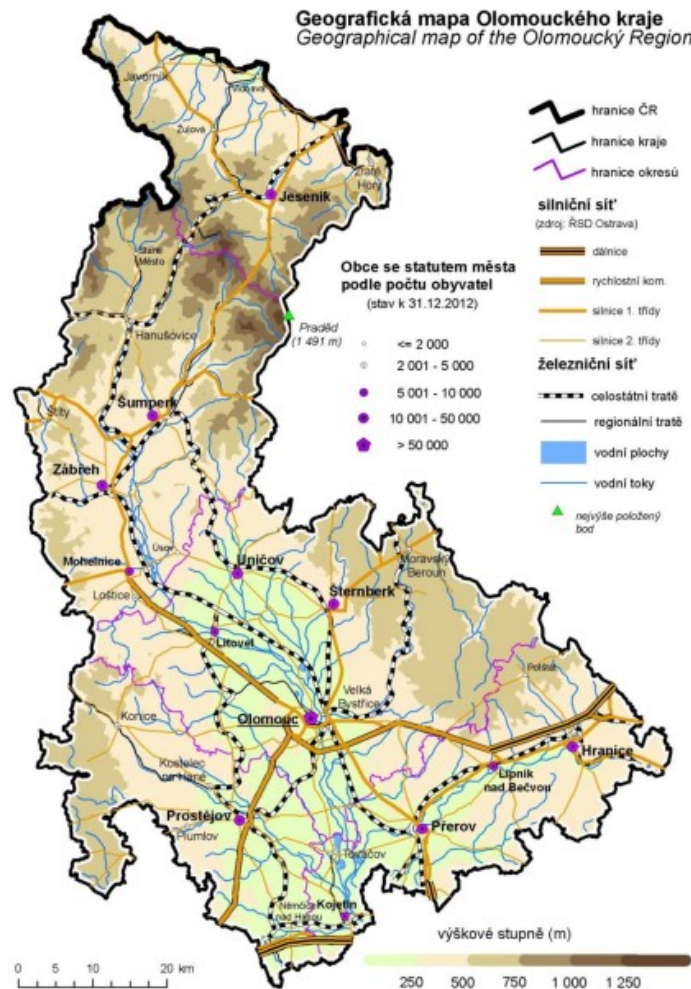 Geografická mapa Olomouckého kraje
Geographical map of the Olomoucký Region
hranice ČR
hranice kraje
hranice okresů
silniční síť
(zdroj: ŘSD Ostrava)
dálnice
rychlostní kom.
silnice 1. třídy
silnice 2. třídy
železniční síť
celostátní tratě
regionální tratě
vodní plochy
vodní toky
nejvýše položený
bod
Obce se statutem města
podle počtu obyvatel
(stav k 31.12.2012)
<= 2 000
2 001 - 5 000
5 001 - 10 000
10 001 - 50 000
> 50 000
Javorník
Vidnava
Žulová
Zlaté
Hory
Jeseník
Staré
Město
Praděd
(1 491 m)
Hanušovice
Šumperk
Štíty
Zábřeh
Mohelnice
Úsov
Uničov
Moravský
Beroun
Loštice
Šternberk
Litovel
Potštát
Velká
Bystřice
Konice
Olomouc
Hranice
Kostelec
na Hané
Lipník
nad Bečvou
Prostějov
Přerov
Plumlov
Tovačov
Němčice
nad Hanou
Kojetín
výškové stupně (m)
250 500 750 1 000 1 250
0 5 10 20 km